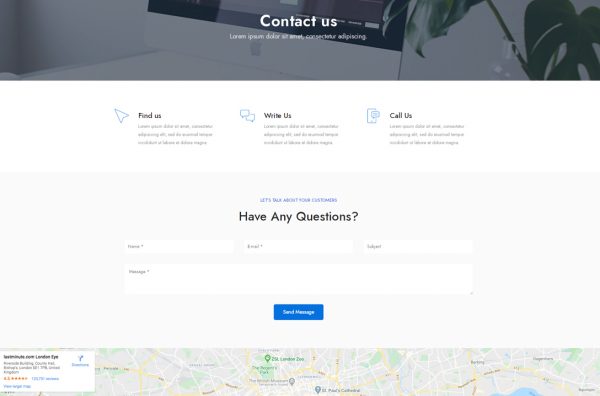 Contact us
Lorem ipsum dolor sit amet, consectetur adipiscing.
Find us
Lorem ipsum dolor sit amet, consectetur
adipiscing elit, sed do eiusmod tempor
incididunt ut labore et dolore magna.
Write Us
Lorem ipsum dolor sit amet, consectetur
adipiscing elit, sed do eiusmod tempor
incididunt ut labore et dolore magna.
Call Us
Lorem ipsum dolor sit amet, consectetur
adipiscing elit, sed do eiusmod tempor
incididunt ut labore et dolore magna.
LET'S TALK ABOUT YOUR CUSTOMERS
Have Any Questions?
Name *
Email *
Subject
Message *
Send Message
lastminute.com London Eye
Riverside Building, County Hall,
Bishop's, London SE1 7PB, United
Kingdom
Directions
View larger map
ZSL London Zoo
The Regent's
Park
The British Museum
St. Paul's Cathedral
Barking
Dagenham